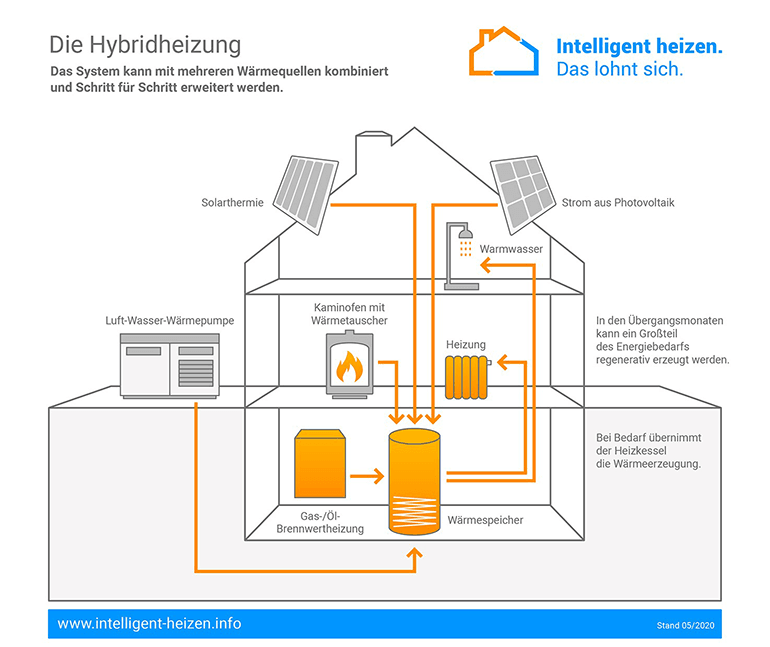 Die Hybridheizung
Das System kann mit mehreren Wärmequellen kombiniert
und Schritt für Schritt erweitert werden.
Intelligent heizen.
Das lohnt sich.
Solarthermie
Strom aus Photovoltaik
Warmwasser
Luft-Wasser-Wärmepumpe
Kaminofen mit
Wärmetauscher
Heizung
In den Übergangsmonaten
kann ein Großteil
des Energiebedarfs
regenerativ erzeugt werden.
Bei Bedarf übernimmt
der Heizkessel
die Wärmeerzeugung.
Gas-/Öl-
Brennwertheizung
Wärmespeicher
www.intelligent-heizen.info
Stand 05/2020